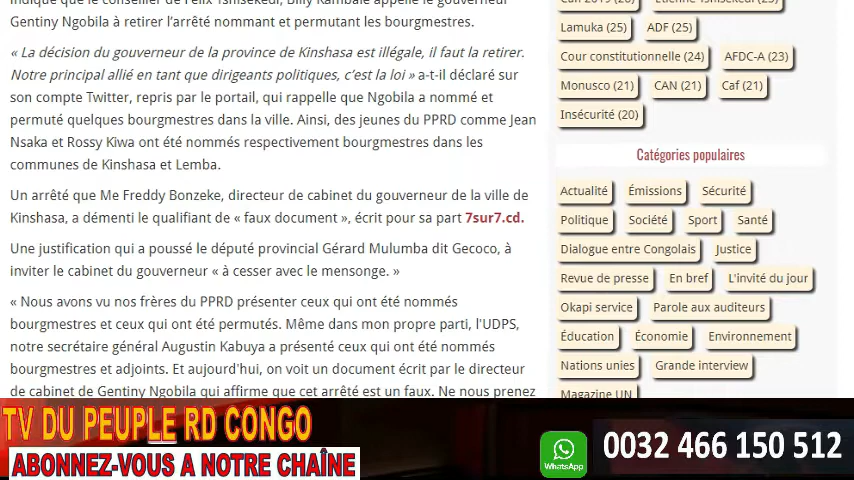 indique que le conseiller de Félix Tshisekedi, Billy Kambale appelle le gouverneur
Gentiny Ngobila à retirer l'arrêté nommant et permutant les bourgmestres.
« La décision du gouverneur de la province de Kinshasa est illégale, il faut la retirer.
Notre principal allié en tant que dirigeants politiques, c'est la loi » a-t-il déclaré sur
son compte Twitter, repris par le portail, qui rappelle que Ngobila a nommé et
permuté quelques bourgmestres dans la ville. Ainsi, des jeunes du PPRD comme Jean
Nsaka et Rossy Kiwa ont été nommés respectivement bourgmestres dans les
communes de Kinshasa et Lemba.
Un arrêté que Me Freddy Bonzeke, directeur de cabinet du gouverneur de la ville de
Kinshasa, a démenti le qualifiant de « faux document », écrit pour sa part 7sur7.cd.
Une justification qui a poussé le député provincial Gérard Mulumba dit Gecoco, à
inviter le cabinet du gouverneur « à cesser avec le mensonge. »
« Nous avons vu nos frères du PPRD présenter ceux qui ont été nommés
bourgmestres et ceux qui ont été permutés. Même dans mon propre parti, l'UDPS,
notre secrétaire général Augustin Kabuya a présenté ceux qui ont été nommés
bourgmestres et adjoints. Et aujourd'hui, on voit un document écrit par le directeur
de cabinet de Gentiny Ngobila qui affirme que cet arrêté est un faux. Ne nous prenez
Lamuka (25) ADF (25)
Cour constitutionnelle (24) AFDC-A (23)
Monusco (21) CAN (21) Caf (21)
Insécurité (20)
Catégories populaires
Actualité Émissions Sécurité
Politique Société Sport Santé
Dialogue entre Congolais Justice
Revue de presse En bref L'invité du jour
Okapi service Parole aux auditeurs
Éducation Économie Environnement
Nations unies Grande interview
Magazine UN
TV DU PEUPLE RD CONGO
ABONNEZ-VOUS A NOTRE CHAÎNE
WhatsApp
0032 466 150 512